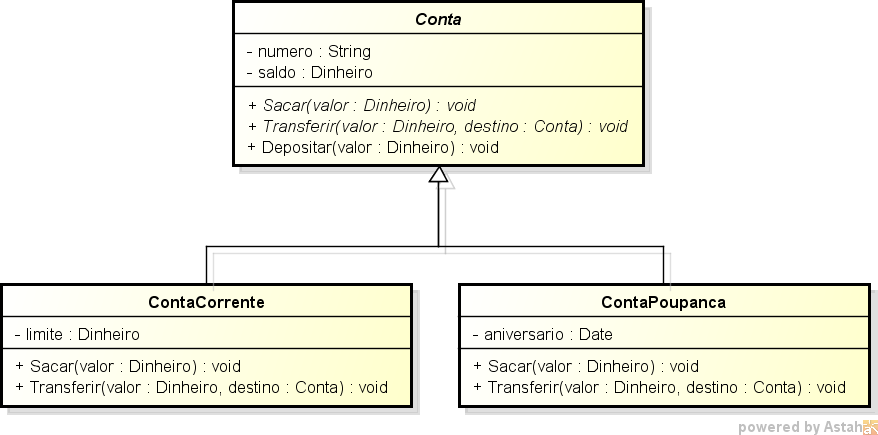 Conta
- numero : String
- saldo : Dinheiro
+ Sacar(valor : Dinheiro) : void
+ Transferir(valor : Dinheiro, destino : Conta) : void
+ Depositar(valor : Dinheiro) : void
ContaCorrente
- limite : Dinheiro
+ Sacar(valor : Dinheiro) : void
+ Transferir(valor : Dinheiro, destino : Conta) : void
ContaPoupanca
- aniversario : Date
+ Sacar(valor : Dinheiro) : void
+ Transferir(valor : Dinheiro, destino : Conta) : void
powered by Astah